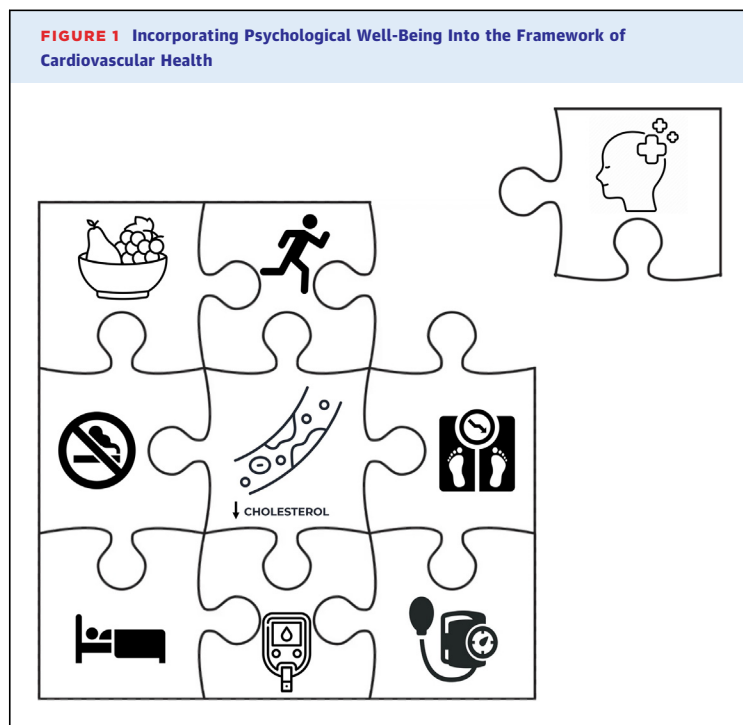 FIGURE 1 Incorporating Psychological Well-Being Into the Framework of
Cardiovascular Health
↓ CHOLESTEROL